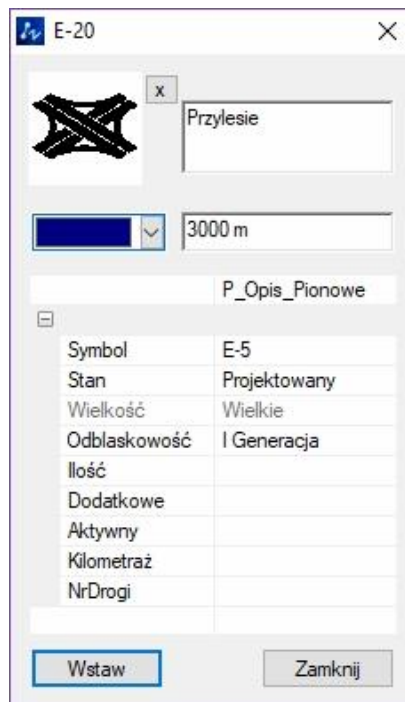 E-20
x
Przylesie
3000 m
P_Opis_Pionowe
Symbol E-5
Stan Projektowany
Wielkość Wielkie
Odblaskowość I Generacja
Ilość
Dodatkowe
Aktywny
Kilometraż
NrDrogi
Wstaw Zamknij